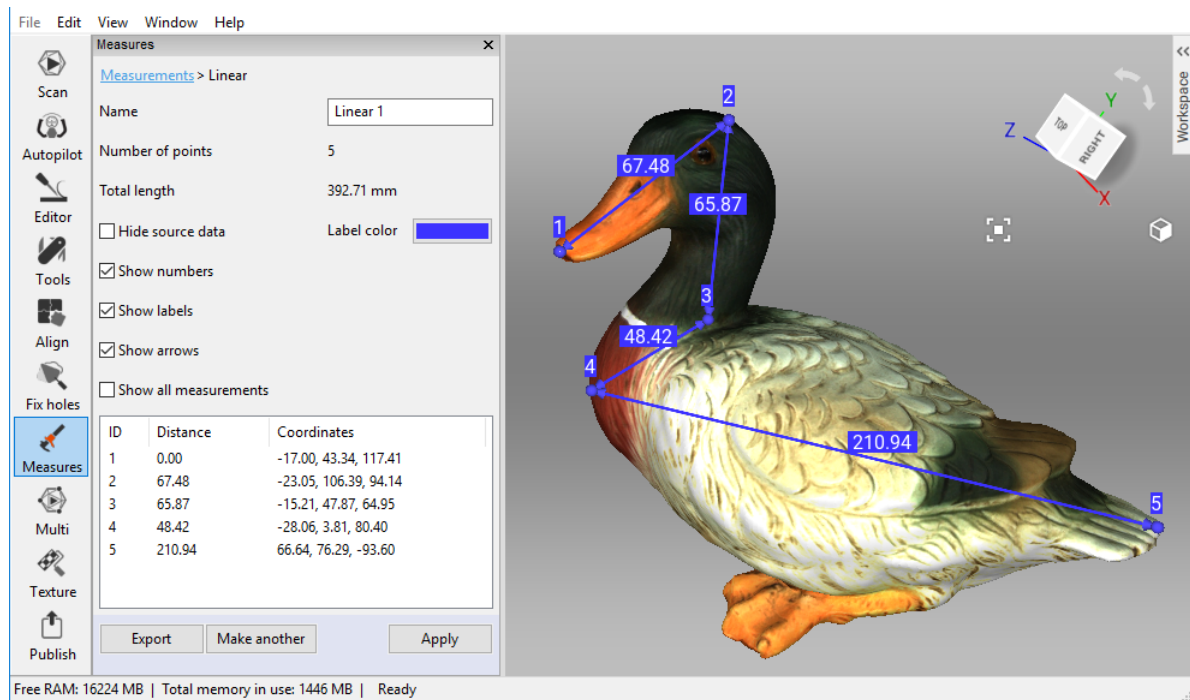 File Edit View Window Help
Scan
Autopilot
Editor
Tools
Align
Fix holes
Measures
Multi
Texture
Publish
Measures
Measurements > Linear
Name Linear 1
Number of points 5
Total length 392.71 mm
Hide source data Label color
Show numbers
Show labels
Show arrows
Show all measurements
ID Distance Coordinates
1 0.00 -17.00, 43.34, 117.41
2 67.48 -23.05, 106.39, 94.14
3 65.87 -15.21, 47.87, 64.95
4 48.42 -28.06, 3.81, 80.40
5 210.94 66.64, 76.29, -93.60
Export Make another Apply
2
67.48
65.87
1
3
48.42
4
210.94
5
Y
Z
TOP
RIGHT
X
Workspace
Free RAM: 16224 MB | Total memory in use: 1446 MB | Ready